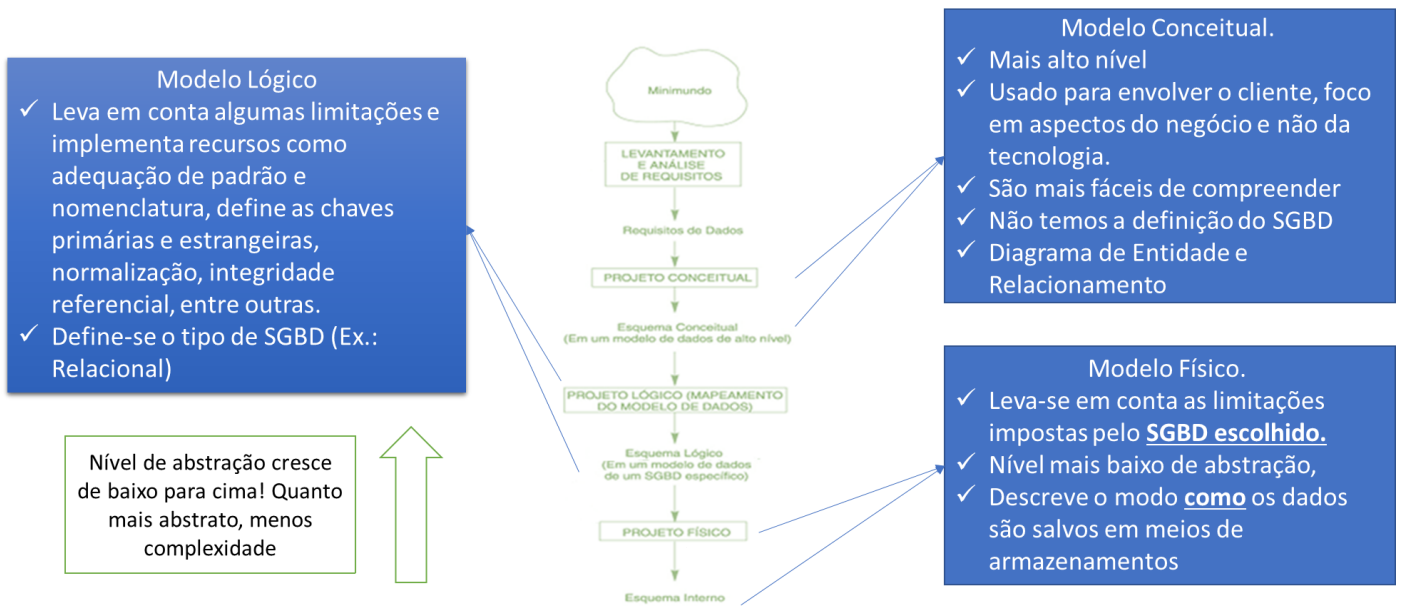 Modelo Lógico
✓ Leva em conta algumas limitações e
implementa recursos como
adequação de padrão e
nomenclatura, define as chaves
primárias e estrangeiras,
normalização, integridade
referencial, entre outras.
✓ Define-se o tipo de SGBD (Ex.:
Relacional)
Nível de abstração cresce
de baixo para cima! Quanto
mais abstrato, menos
complexidade
Minimundo
LEVANTAMENTO
E ANÁLISE
DE REQUISITOS
Requisitos de Dados
PROJETO CONCEITUAL
Esquema Conceitual
(Em um modelo de dados de alto nível)
PROJETO LÓGICO (MAPEAMENTO
DO MODELO DE DADOS)
Esquema Lógico
(Em um modelo de dados
de um SGBD específico)
PROJETO FÍSICO
Esquema Interno
Modelo Conceitual.
✓ Mais alto nível
✓ Usado para envolver o cliente, foco
em aspectos do negócio e não da
tecnologia.
✓ São mais fáceis de compreender
✓ Não temos a definição do SGBD
✓ Diagrama de Entidade e
Relacionamento
Modelo Físico.
✓ Leva-se em conta as limitações
impostas pelo SGBD escolhido.
✓ Nível mais baixo de abstração,
✓ Descreve o modo como os dados
são salvos em meios de
armazenamentos